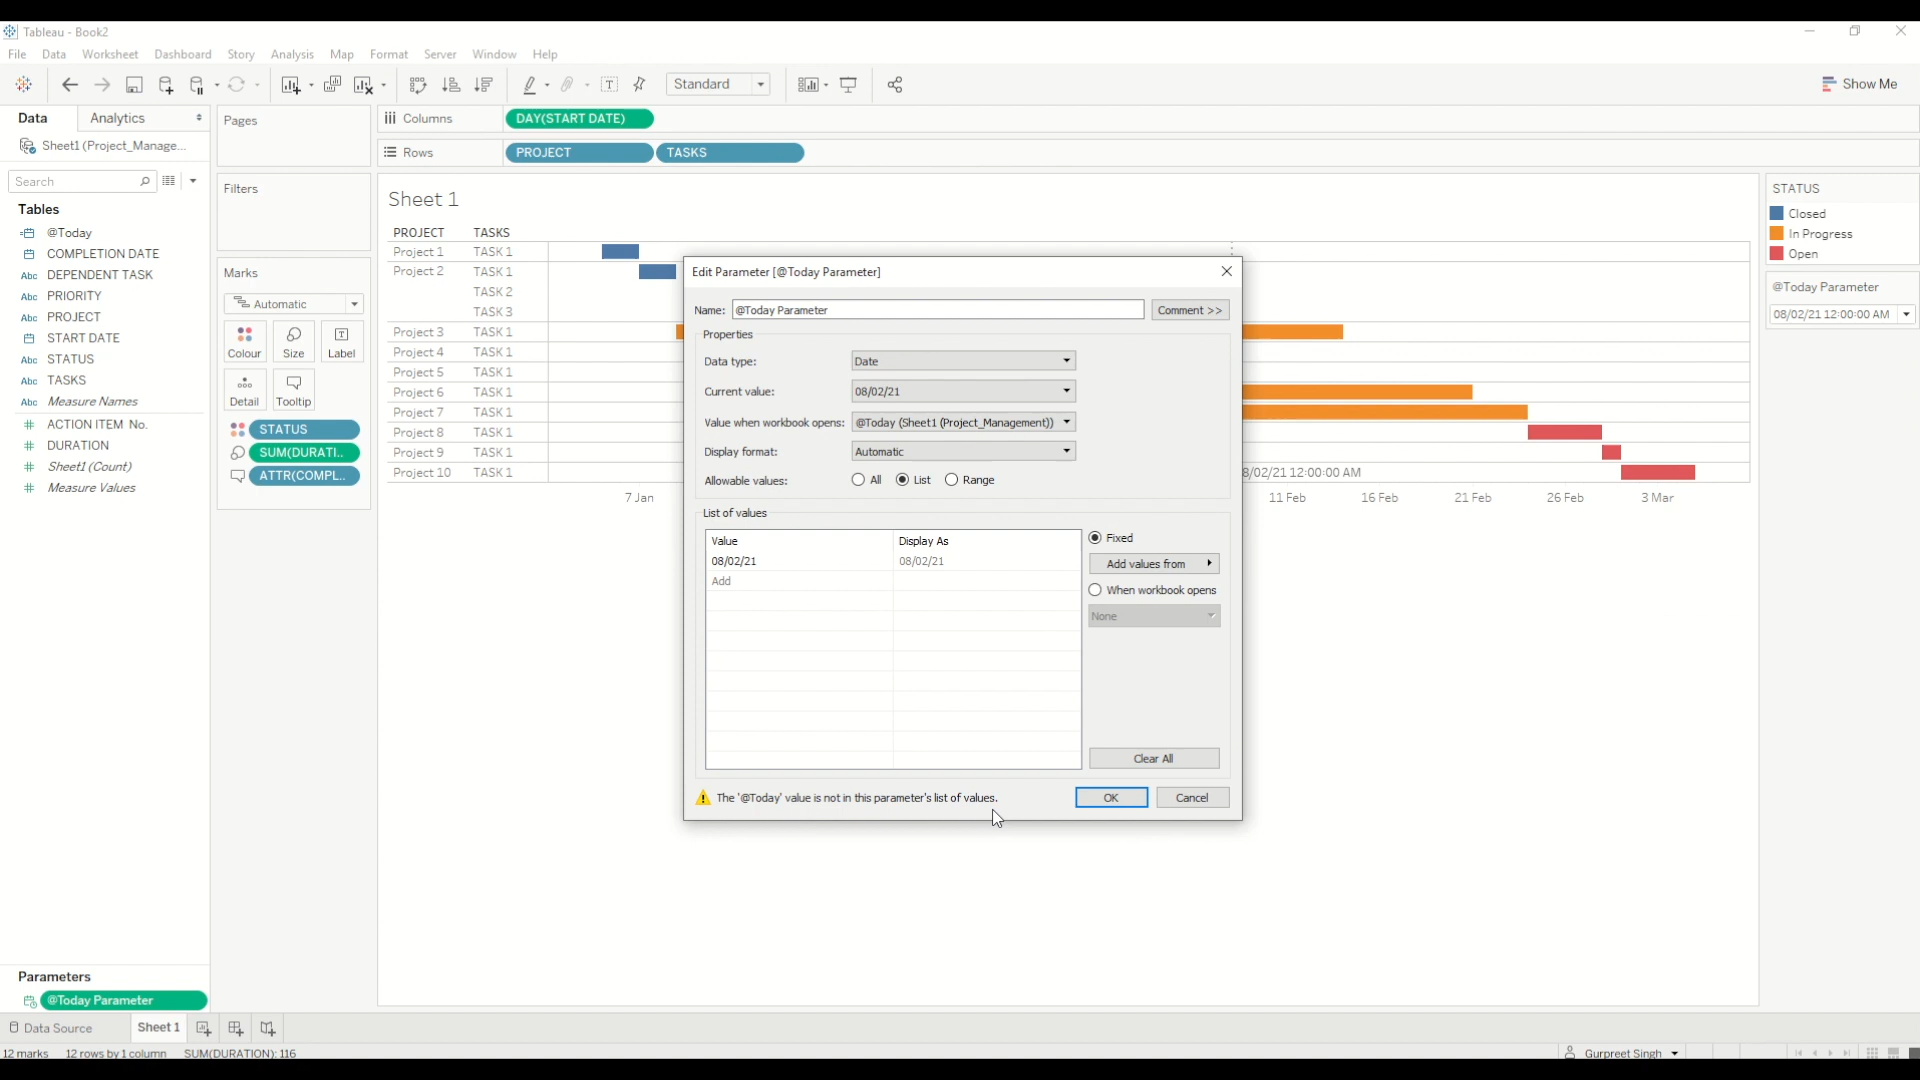 Tableau - Book2
File Data Worksheet Dashboard Story Analysis Map Format Server Window Help
Standard
Show Me
Data Analytics
Sheet1 (Project_Manage...
Search
Tables
@Today
COMPLETION DATE
Abc DEPENDENT TASK
Abc PRIORITY
Abc PROJECT
START DATE
Abc STATUS
Abc TASKS
Abc Measure Names
# ACTION ITEM No.
# DURATION
# Sheet1 (Count)
# Measure Values
Parameters
@Today Parameter
Pages
Filters
Marks
Automatic
Colour Size Label
Detail Tooltip
STATUS
SUM(DURATI..
ATTR(COMPL..
Columns DAY(START DATE)
Rows PROJECT TASKS
Sheet 1
PROJECT TASKS
Project 1 TASK 1
Project 2 TASK 1
TASK 2
TASK 3
Project 3 TASK 1
Project 4 TASK 1
Project 5 TASK 1
Project 6 TASK 1
Project 7 TASK 1
Project 8 TASK 1
Project 9 TASK 1
Project 10 TASK 1
8/02/21 12:00:00 AM
7 Jan 11 Feb 16 Feb 21 Feb 26 Feb 3 Mar
Edit Parameter [@Today Parameter]
Name: @Today Parameter Comment >>
Properties
Data type: Date
Current value: 08/02/21
Value when workbook opens: @Today (Sheet1 (Project_Management))
Display format: Automatic
Allowable values: All List Range
List of values
Value Display As
08/02/21 08/02/21
Add
Fixed
Add values from
When workbook opens
None
Clear All
The '@Today' value is not in this parameter's list of values.
OK Cancel
STATUS
Closed
In Progress
Open
@Today Parameter
08/02/21 12:00:00 AM
Data Source Sheet 1
12 marks 12 rows by 1 column SUM(DURATION): 116
Gurpreet Singh